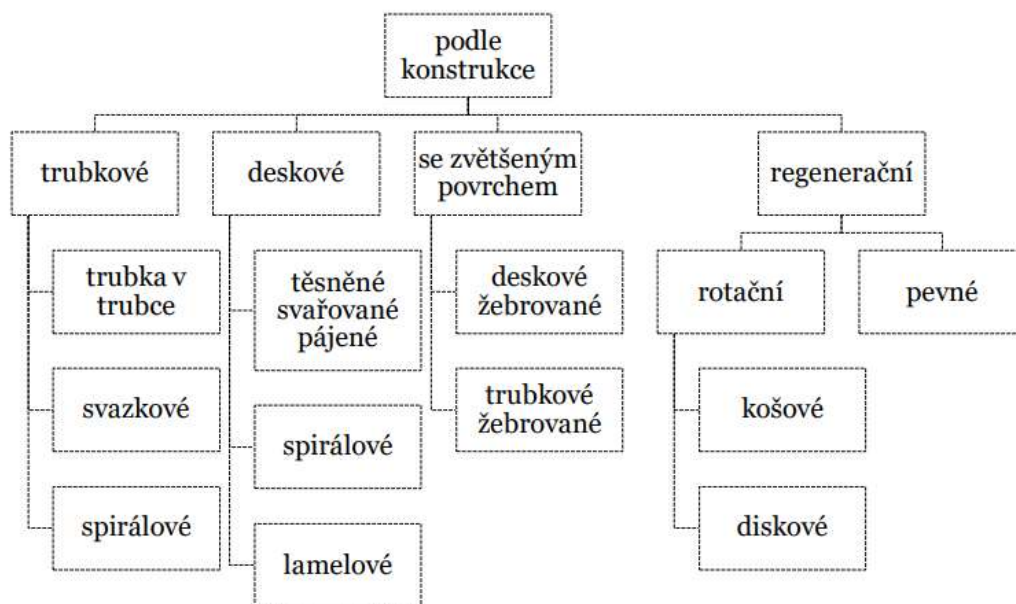 podle
konstrukce
trubkové
deskové
se zvětšeným
povrchem
regenerační
trubka v
trubce
těsněné
svařované
pájené
deskové
žebrované
rotační
pevné
svazkové
spirálové
trubkové
žebrované
košové
spirálové
lamelové
diskové